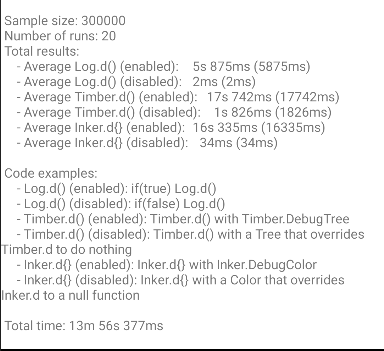 Sample size: 300000
Number of runs: 20
Total results:
- Average Log.d() (enabled): 5s 875ms (5875ms)
- Average Log.d() (disabled): 2ms (2ms)
- Average Timber.d() (enabled): 17s 742ms (17742ms)
- Average Timber.d() (disabled): 1s 826ms (1826ms)
- Average Inker.d{} (enabled): 16s 335ms (16335ms)
- Average Inker.d{} (disabled): 34ms (34ms)
Code examples:
- Log.d() (enabled): if(true) Log.d()
- Log.d() (disabled): if(false) Log.d()
- Timber.d() (enabled): Timber.d() with Timber.DebugTree
- Timber.d() (disabled): Timber.d() with a Tree that overrides
Timber.d to do nothing
- Inker.d{} (enabled): Inker.d{} with Inker.DebugColor
- Inker.d{} (disabled): Inker.d{} with a Color that overrides
Inker.d to a null function
Total time: 13m 56s 377ms